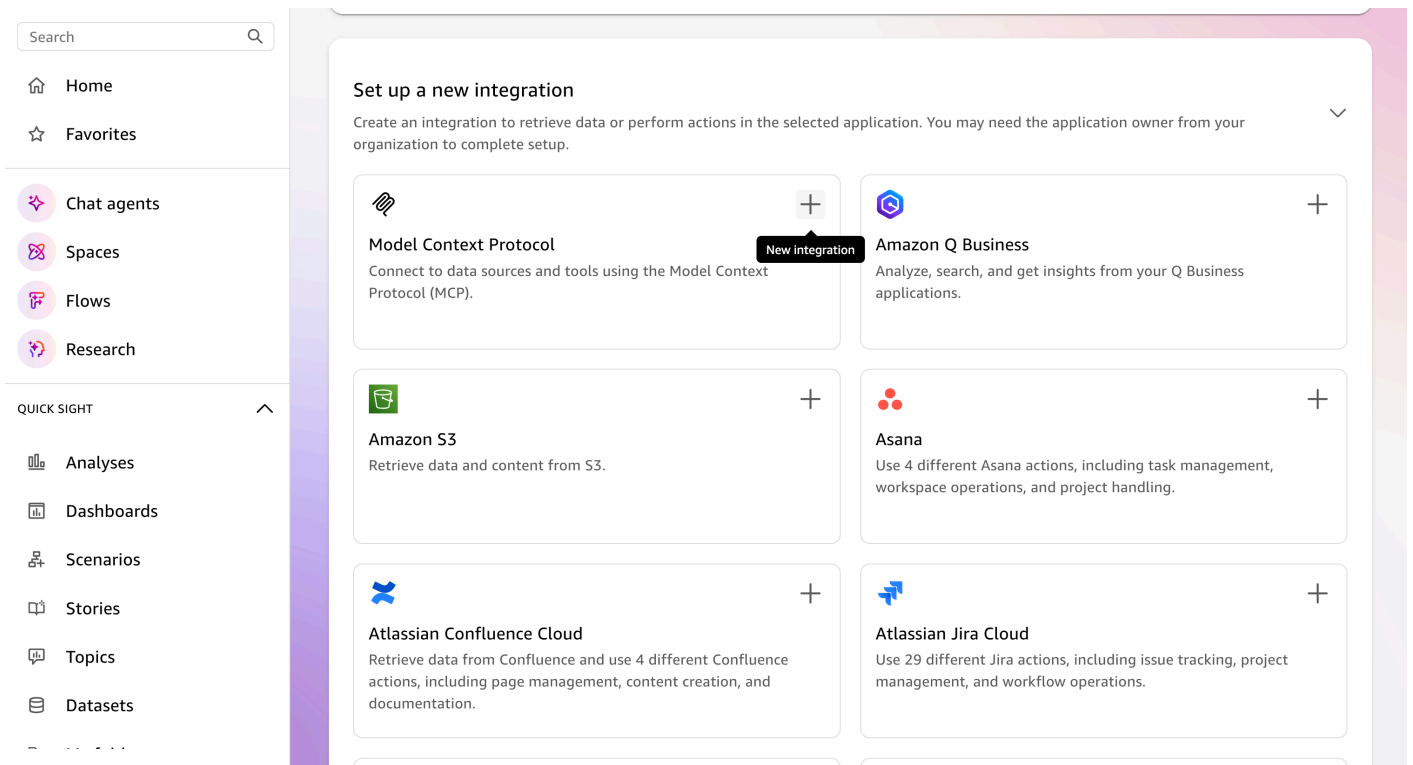 Search
Home
Favorites
Chat agents
Spaces
Flows
Research
QUICK SIGHT
Analyses
Dashboards
Scenarios
Stories
Topics
Datasets
Set up a new integration
Create an integration to retrieve data or perform actions in the selected application. You may need the application owner from your
organization to complete setup.
Model Context Protocol
New integration
Connect to data sources and tools using the Model Context
Protocol (MCP).
Amazon Q Business
Analyze, search, and get insights from your Q Business
applications.
Amazon S3
Retrieve data and content from S3.
Asana
Use 4 different Asana actions, including task management,
workspace operations, and project handling.
Atlassian Confluence Cloud
Retrieve data from Confluence and use 4 different Confluence
actions, including page management, content creation, and
documentation.
Atlassian Jira Cloud
Use 29 different Jira actions, including issue tracking, project
management, and workflow operations.